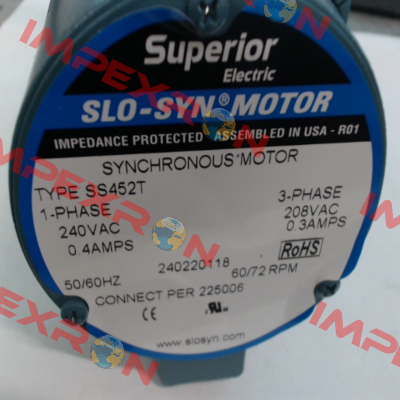 Superior
Electric
SLO-SYN® MOTOR
IMPEDANCE PROTECTED ASSEMBLED IN USA - R01
SYNCHRONOUS MOTOR
TYPE SS452T
1-PHASE
240VAC
0.4AMPS
3-PHASE
208VAC
0.3AMPS
RoHS
50/60HZ
240220118
60/72 RPM
CONNECT PER 225006
CE
www.slosyn.com
IMPEXRON
IMPEXRON
IMPEXRON
IMPEXRON
IMPEXRON